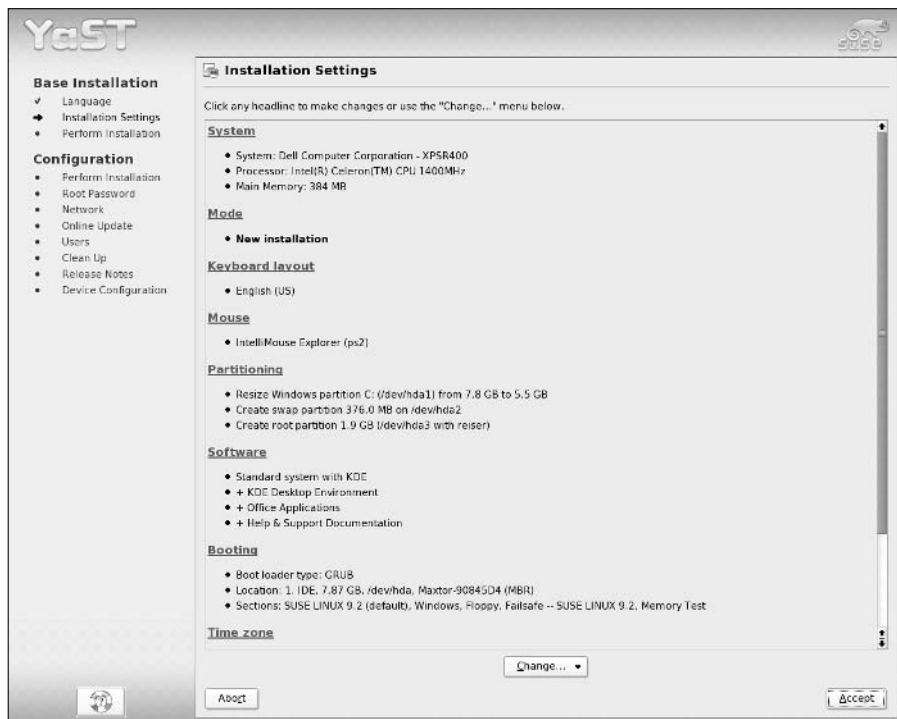 YaST
SUSE
Base Installation
Language
Installation Settings
Perform Installation
Configuration
Perform Installation
Root Password
Network
Online Update
Users
Clean Up
Release Notes
Device Configuration
Installation Settings
Click any headline to make changes or use the "Change..." menu below.
System
• System: Dell Computer Corporation - XPSR400
• Processor: Intel(R) Celeron(TM) CPU 1400MHz
• Main Memory: 384 MB
Mode
• New installation
Keyboard layout
• English (US)
Mouse
• IntelliMouse Explorer (ps2)
Partitioning
• Resize Windows partition C: (/dev/hda1) from 7.8 GB to 5.5 GB
• Create swap partition 376.0 MB on /dev/hda2
• Create root partition 1.9 GB (/dev/hda3 with reiser)
Software
• Standard system with KDE
• + KDE Desktop Environment
• + Office Applications
• + Help & Support Documentation
Booting
• Boot loader type: GRUB
• Location: 1. IDE, 7.87 GB, /dev/hda, Maxtor-90845D4 (MBR)
• Sections: SUSE LINUX 9.2 (default), Windows, Floppy, Failsafe -- SUSE LINUX 9.2, Memory Test
Time zone
Change...
Abort
Accept